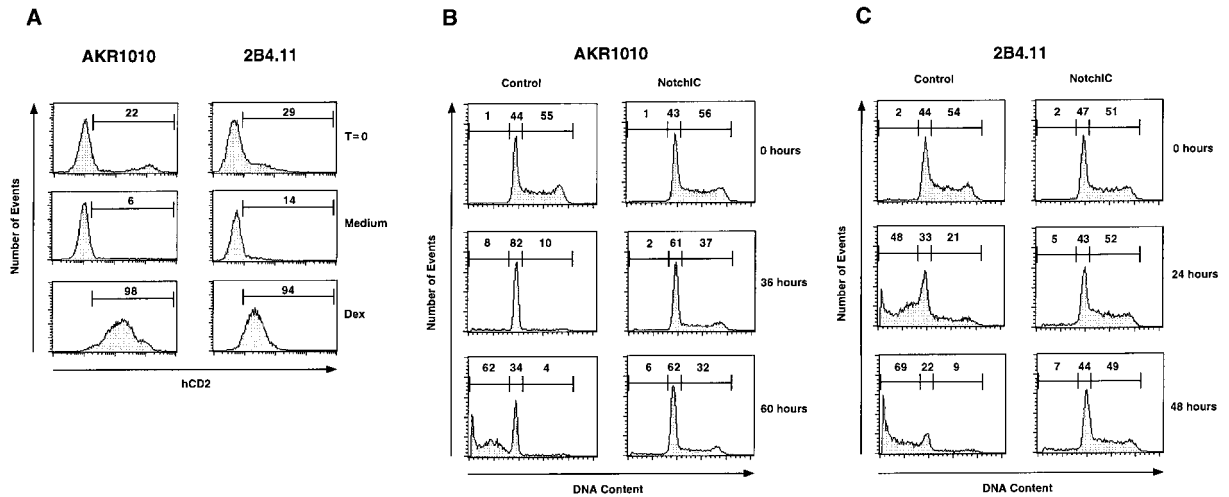 A
AKR1010
2B4.11
22
29
T=0
6
14
Medium
98
94
Dex
Number of Events
hCD2
B
AKR1010
Control
NotchIC
1 44 55
1 43 56
0 hours
8 82 10
2 61 37
36 hours
62 34 4
6 62 32
60 hours
Number of Events
DNA Content
C
2B4.11
Control
NotchIC
2 44 54
2 47 51
0 hours
48 33 21
5 43 52
24 hours
69 22 9
7 44 49
48 hours
Number of Events
DNA Content